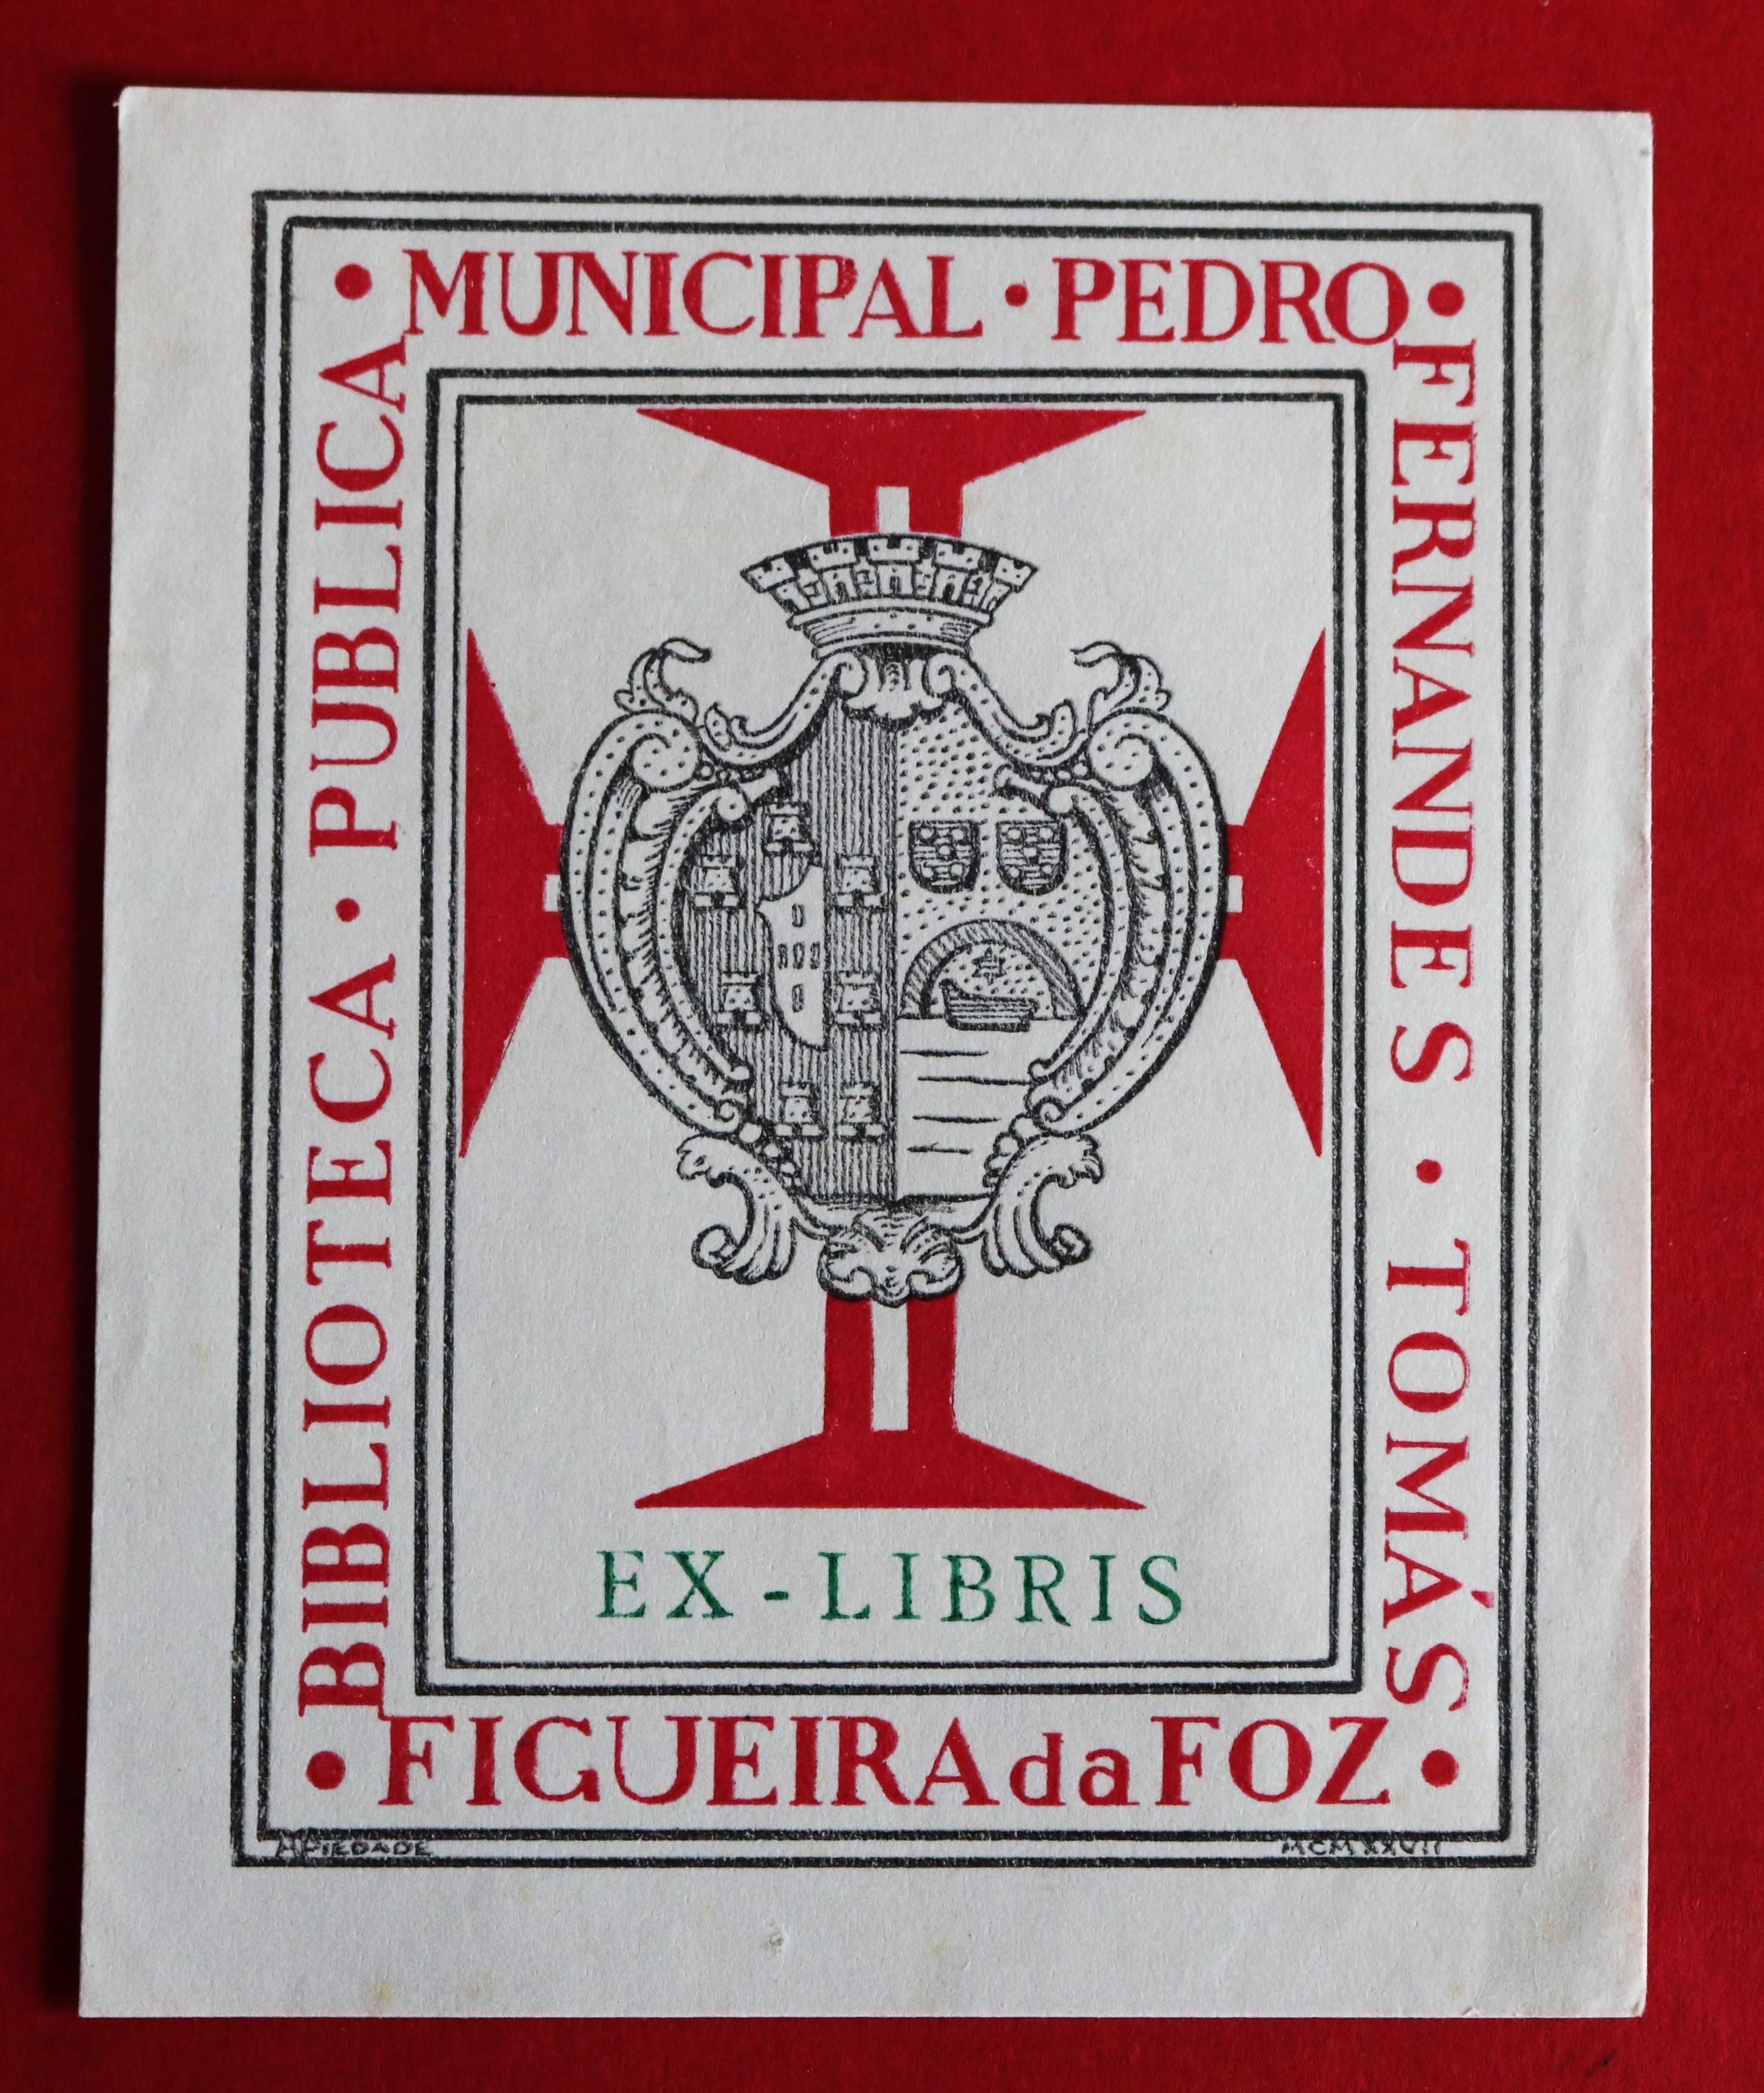 BIBLIOTECA · PUBLICA
• MUNICIPAL · PEDRO •
FERNANDES · TOMÁS
• FIGUEIRA da FOZ •
EX-LIBRIS
PIEDADE
MCMXXVII